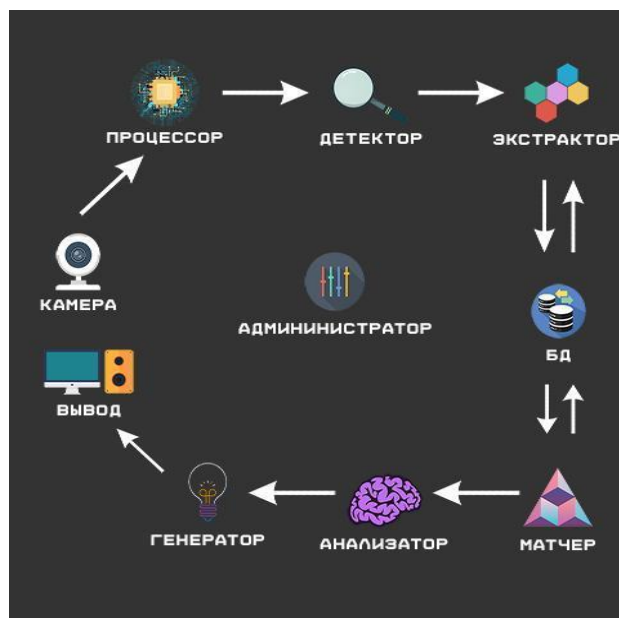 ПРОЦЕССОР
ДЕТЕКТОР
ЭКСТРАКТОР
КАМЕРА
АДМИНИНИСТРАТОР
БД
ВЫВОД
ГЕНЕРАТОР
АНАЛИЗАТОР
МАТЧЕР